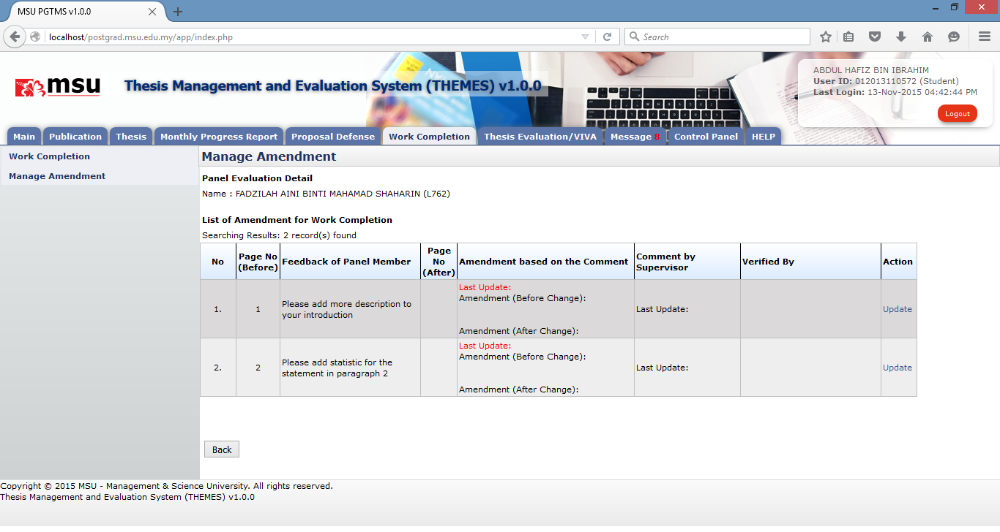 MSU PGTMS v1.0.0
localhost/postgrad.msu.edu.my/app/index.php
Search
msu
Thesis Management and Evaluation System (THEMES) v1.0.0
ABDUL HAFIZ BIN IBRAHIM
User ID: 012013110572 (Student)
Last Login: 13-Nov-2015 04:42:44 PM
Logout
Main Publication Thesis Monthly Progress Report Proposal Defense Work Completion Thesis Evaluation/VIVA Message 8 Control Panel HELP
Work Completion
Manage Amendment
Manage Amendment
Panel Evaluation Detail
Name : FADZILAH AINI BINTI MAHAMAD SHAHARIN (L762)
List of Amendment for Work Completion
Searching Results: 2 record(s) found
No
Page No
(Before)
Feedback of Panel Member
Page
No
(After)
Amendment based on the Comment
Comment by
Supervisor
Verified By
Action
1.
1
Please add more description to
your introduction
Last Update:
Amendment (Before Change):
Amendment (After Change):
Last Update:
Update
2.
2
Please add statistic for the
statement in paragraph 2
Last Update:
Amendment (Before Change):
Amendment (After Change):
Last Update:
Update
Back
Copyright © 2015 MSU - Management & Science University. All rights reserved.
Thesis Management and Evaluation System (THEMES) v1.0.0